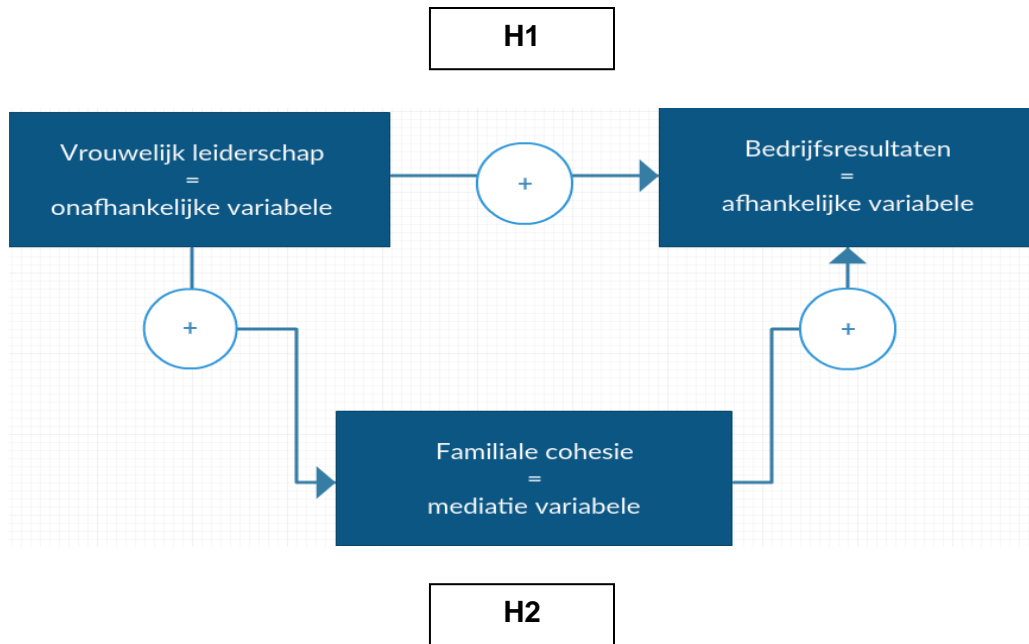 H1
Vrouwelijk leiderschap
=
onafhankelijke variabele
+
Bedrijfsresultaten
=
afhankelijke variabele
+
+
Familiale cohesie
=
mediatie variabele
H2